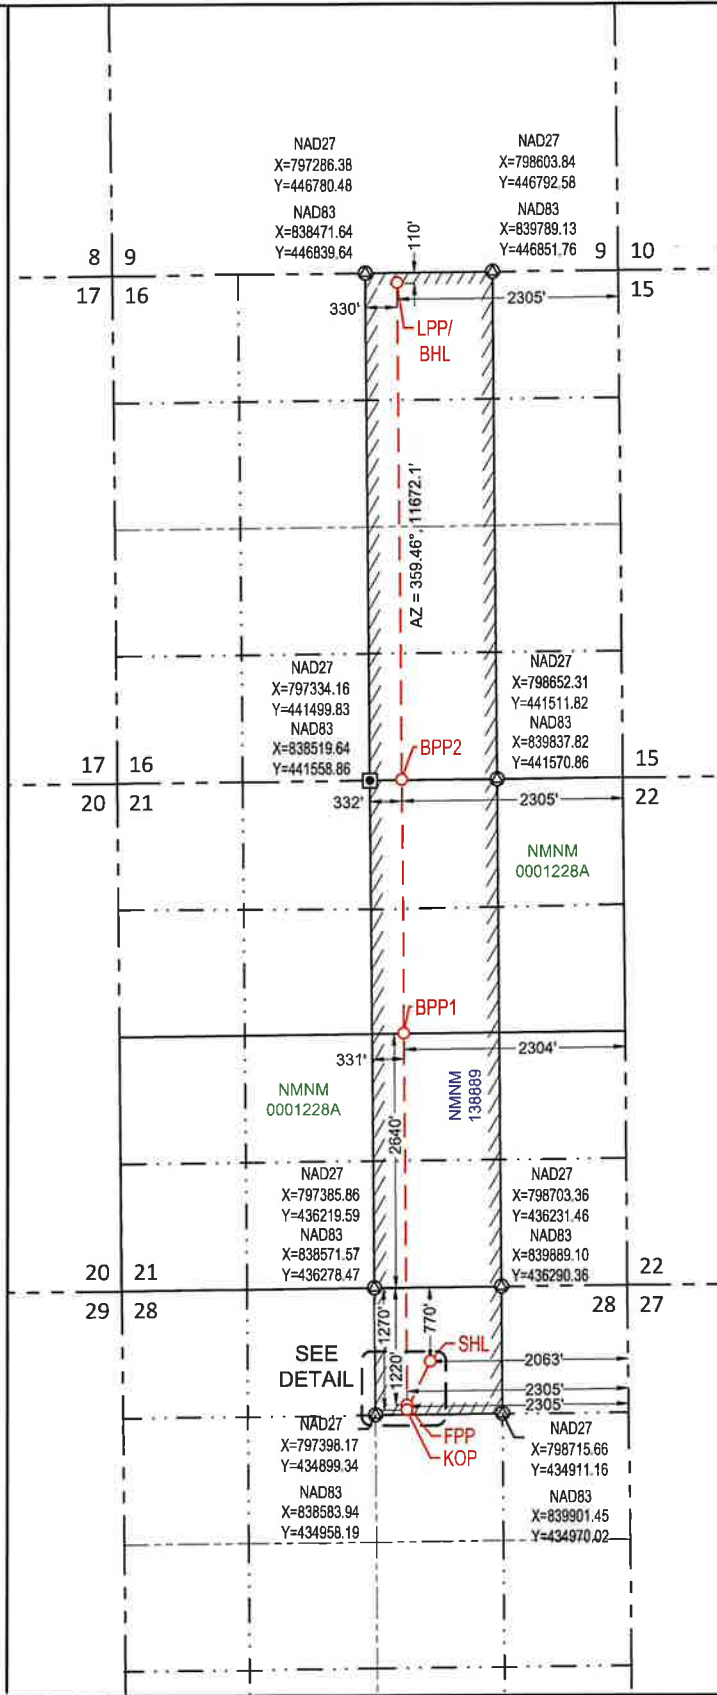 NAD27
X=797286.38
Y=446780.48
NAD83
X=838471.64
Y=446839.64
NAD27
X=798603.84
Y=446792.58
NAD83
X=839789.13
Y=446851.76
110'
8 9
17 16
9 10
15
330'
2305'
LPP/
BHL
AZ = 359.46°, 11672.1'
NAD27
X=797334.16
Y=441499.83
NAD83
X=838519.64
Y=441558.86
NAD27
X=798652.31
Y=441511.82
NAD83
X=839837.82
Y=441570.86
BPP2
17 16
20 21
15
22
332'
2305'
NMNM
0001228A
BPP1
331'
2304'
NMNM
0001228A
NMNM
138889
2640'
NAD27
X=797385.86
Y=436219.59
NAD83
X=838571.57
Y=436278.47
NAD27
X=798703.36
Y=436231.46
NAD83
X=839889.10
Y=436290.36
20 21
29 28
22
28 27
1270'
1220'
770'
SHL
SEE
DETAIL
2063'
2305'
2305'
FPP
KOP
NAD27
X=797398.17
Y=434899.34
NAD83
X=838583.94
Y=434958.19
NAD27
X=798715.66
Y=434911.16
NAD83
X=839901.45
Y=434970.02